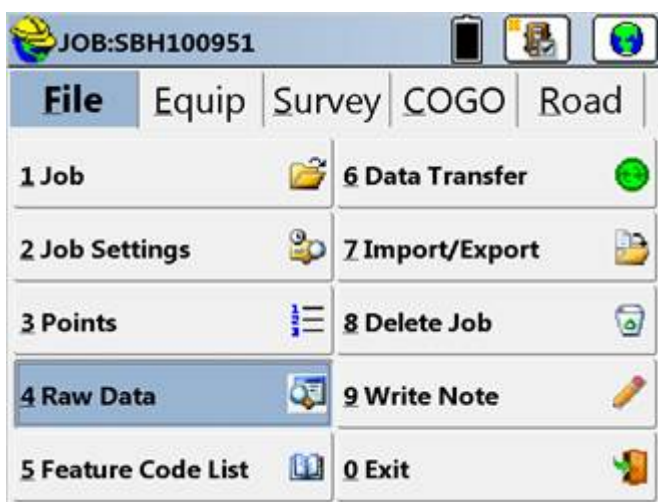 JOB:SBH100951
File Equip Survey COGO Road
1 Job
6 Data Transfer
2 Job Settings
7 Import/Export
3 Points
8 Delete Job
4 Raw Data
9 Write Note
5 Feature Code List
0 Exit